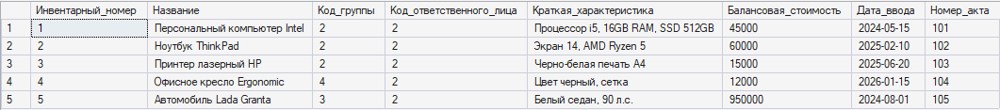 Инвентарный_номер Название Код_группы Код_ответственного_лица Краткая_характеристика Балансовая_стоимость Дата_ввода Номер_акта
1 1 Персональный компьютер Intel 2 2 Процессор i5, 16GB RAM, SSD 512GB 45000 2024-05-15 101
2 2 Ноутбук ThinkPad 2 2 Экран 14, AMD Ryzen 5 60000 2025-02-10 102
3 3 Принтер лазерный HP 2 2 Черно-белая печать A4 15000 2025-06-20 103
4 4 Офисное кресло Ergonomic 4 2 Цвет черный, сетка 12000 2026-01-15 104
5 5 Автомобиль Lada Granta 3 2 Белый седан, 90 л.с. 950000 2024-08-01 105